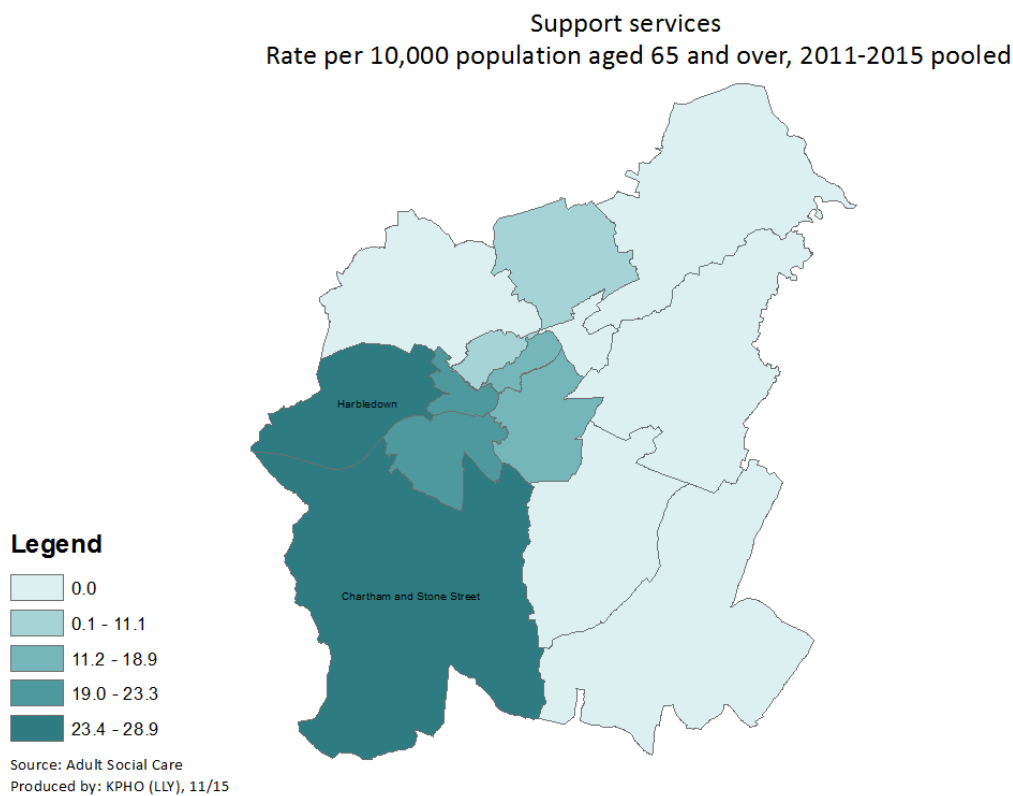 Support services
Rate per 10,000 population aged 65 and over, 2011-2015 pooled
Harbledown
Chartham and Stone Street
Legend
0.0
0.1 - 11.1
11.2 - 18.9
19.0 - 23.3
23.4 - 28.9
Source: Adult Social Care
Produced by: KPHO (LLY), 11/15